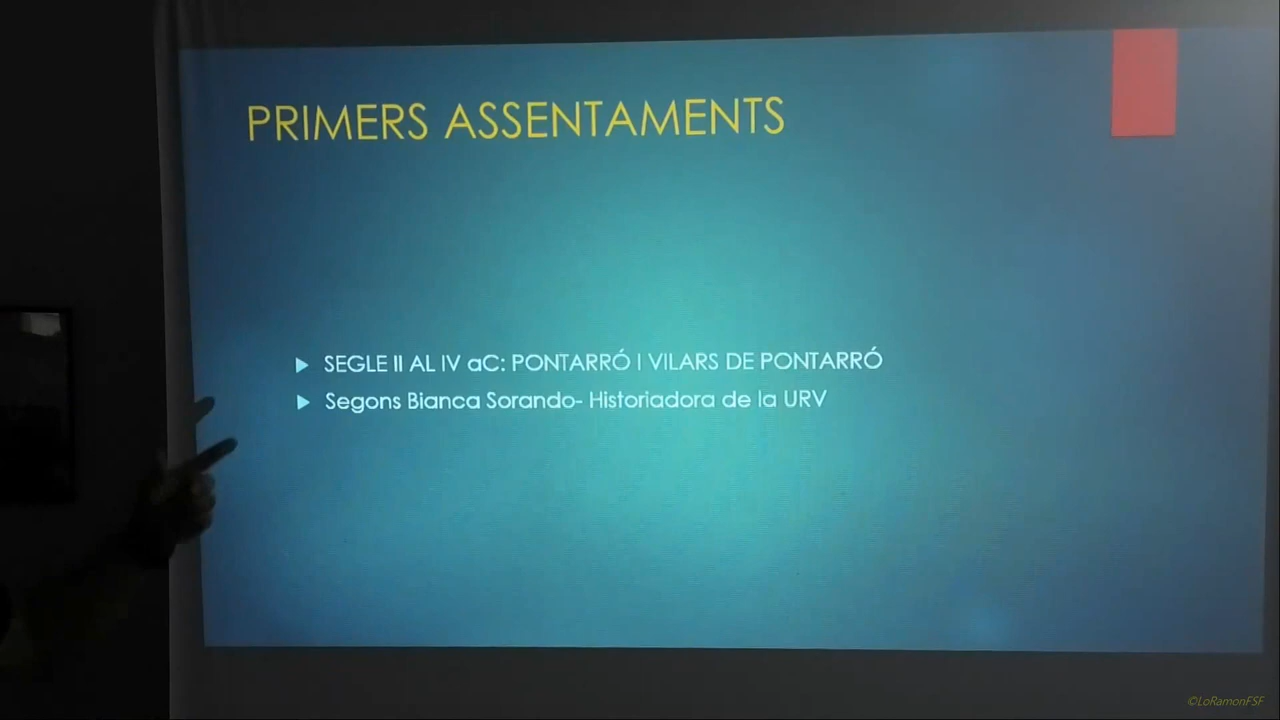 PRIMERS ASSENTAMENTS
SEGLE II AL IV aC: PONTARRÓ I VILARS DE PONTARRÓ
Segons Bianca Sorando- Historiadora de la URV
©LoRamonFSF